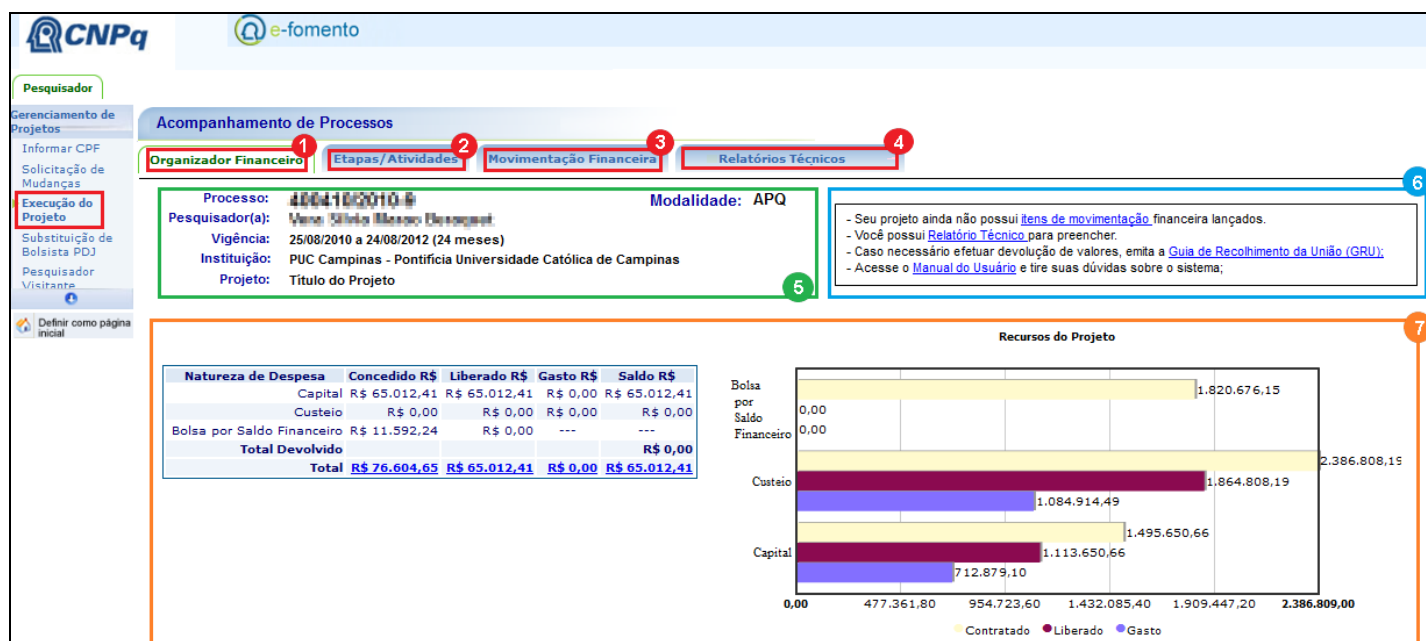 CNPq
e-fomento
Pesquisador
Gerenciamento de
Projetos
Informar CPF
Solicitação de
Mudanças
Execução do
Projeto
Substituição de
Bolsista PDJ
Pesquisador
Visitante
Definir como página
inicial
Acompanhamento de Processos
Organizador Financeiro 1
Etapas/Atividades 2
Movimentação Financeira 3
Relatórios Técnicos 4
Processo:
Modalidade: APQ
Pesquisador(a):
Vigência: 25/08/2010 a 24/08/2012 (24 meses)
Instituição: PUC Campinas - Pontifícia Universidade Católica de Campinas
Projeto: Título do Projeto
5
6
- Seu projeto ainda não possui itens de movimentação financeira lançados.
- Você possui Relatório Técnico para preencher.
- Caso necessário efetuar devolução de valores, emita a Guia de Recolhimento da União (GRU);
- Acesse o Manual do Usuário e tire suas dúvidas sobre o sistema;
7
Natureza de Despesa Concedido R$ Liberado R$ Gasto R$ Saldo R$
Capital R$ 65.012,41 R$ 65.012,41 R$ 0,00 R$ 65.012,41
Custeio R$ 0,00 R$ 0,00 R$ 0,00 R$ 0,00
Bolsa por Saldo Financeiro R$ 11.592,24 R$ 0,00 --- ---
Total Devolvido R$ 0,00
Total R$ 76.604,65 R$ 65.012,41 R$ 0,00 R$ 65.012,41
Recursos do Projeto
Bolsa
por
Saldo
Financeiro
1.820.676,15
0,00
0,00
Custeio
2.386.808,19
1.864.808,19
1.084.914,49
Capital
1.495.650,66
1.113.650,66
712.879,10
0,00 477.361,80 954.723,60 1.432.085,40 1.909.447,20 2.386.809,00
Contratado Liberado Gasto